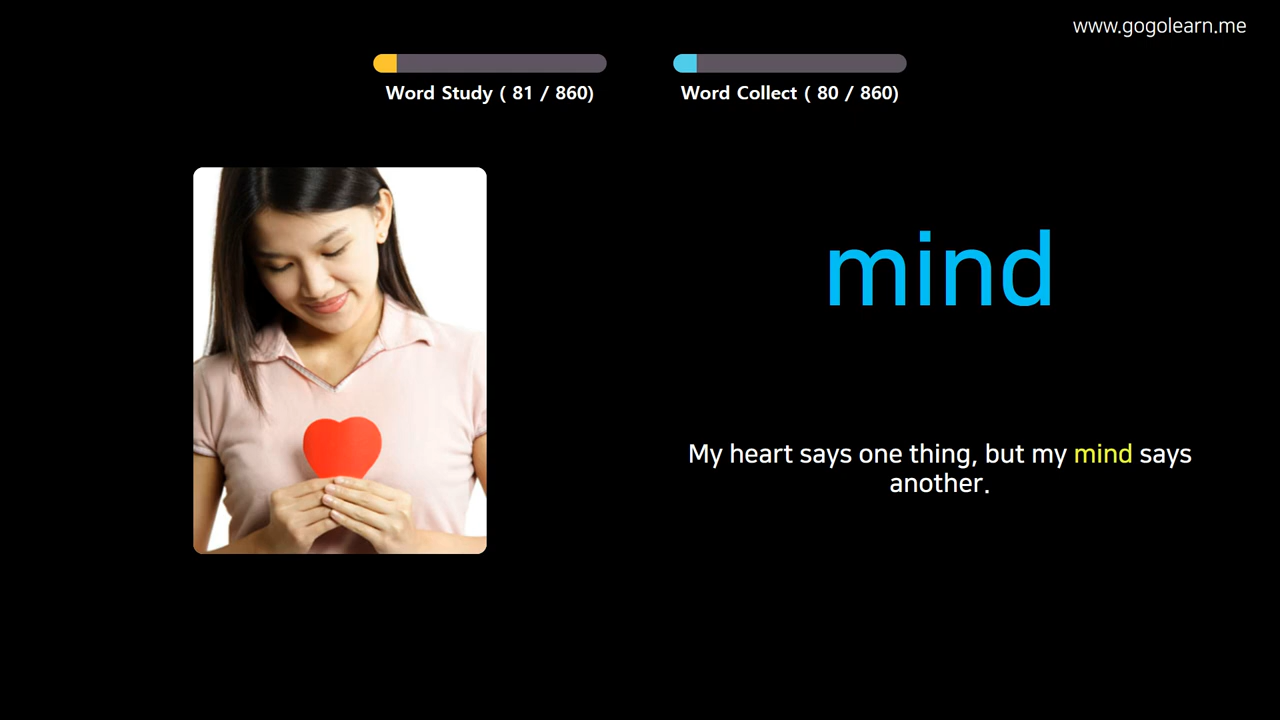 www.gogolearn.me
Word Study ( 81 / 860)
Word Collect ( 80 / 860)
mind
My heart says one thing, but my mind says
another.